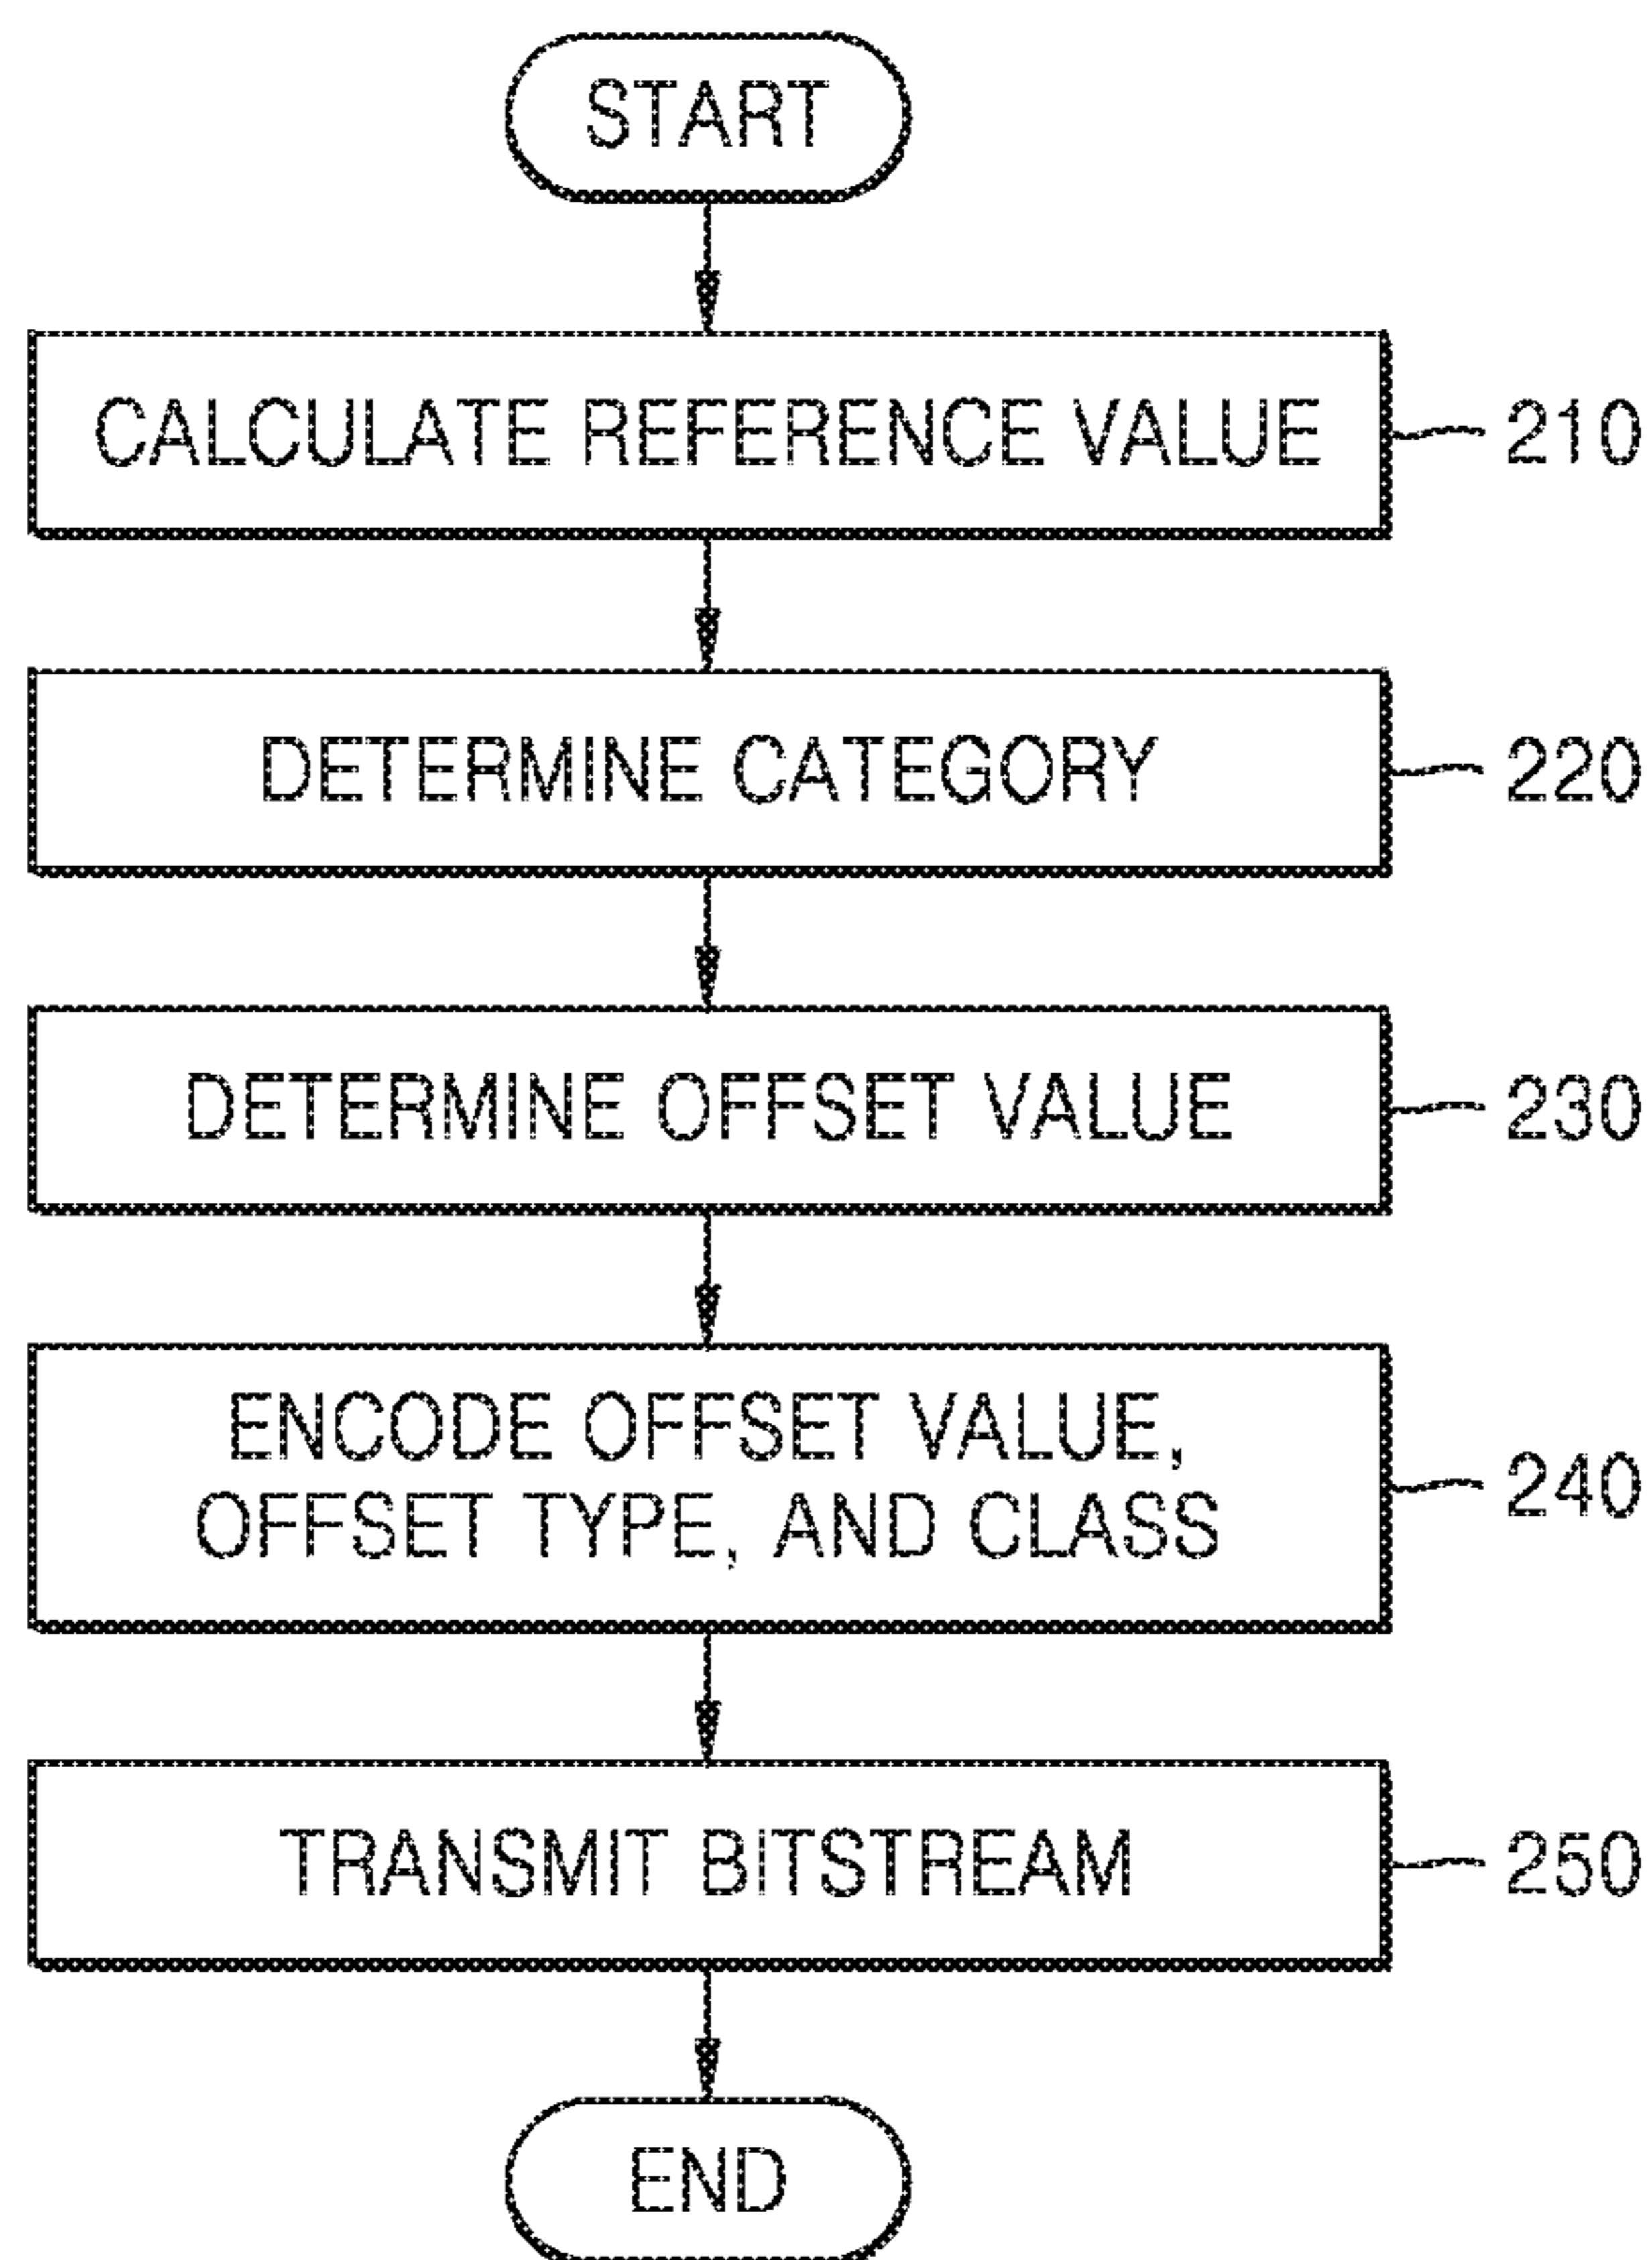 START
CALCULATE REFERENCE VALUE
210
DETERMINE CATEGORY
220
DETERMINE OFFSET VALUE
230
ENCODE OFFSET VALUE,
OFFSET TYPE, AND CLASS
240
TRANSMIT BITSTREAM
250
END